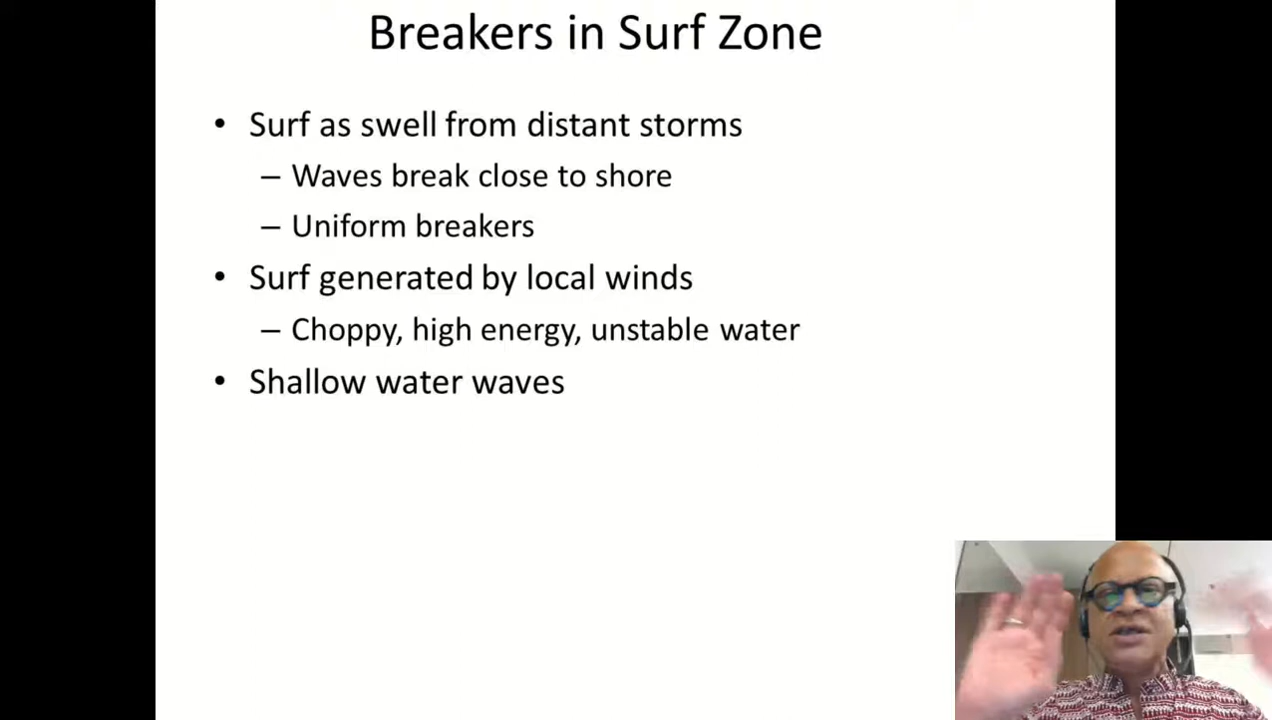 Breakers in Surf Zone
• Surf as swell from distant storms
– Waves break close to shore
– Uniform breakers
• Surf generated by local winds
– Choppy, high energy, unstable water
• Shallow water waves